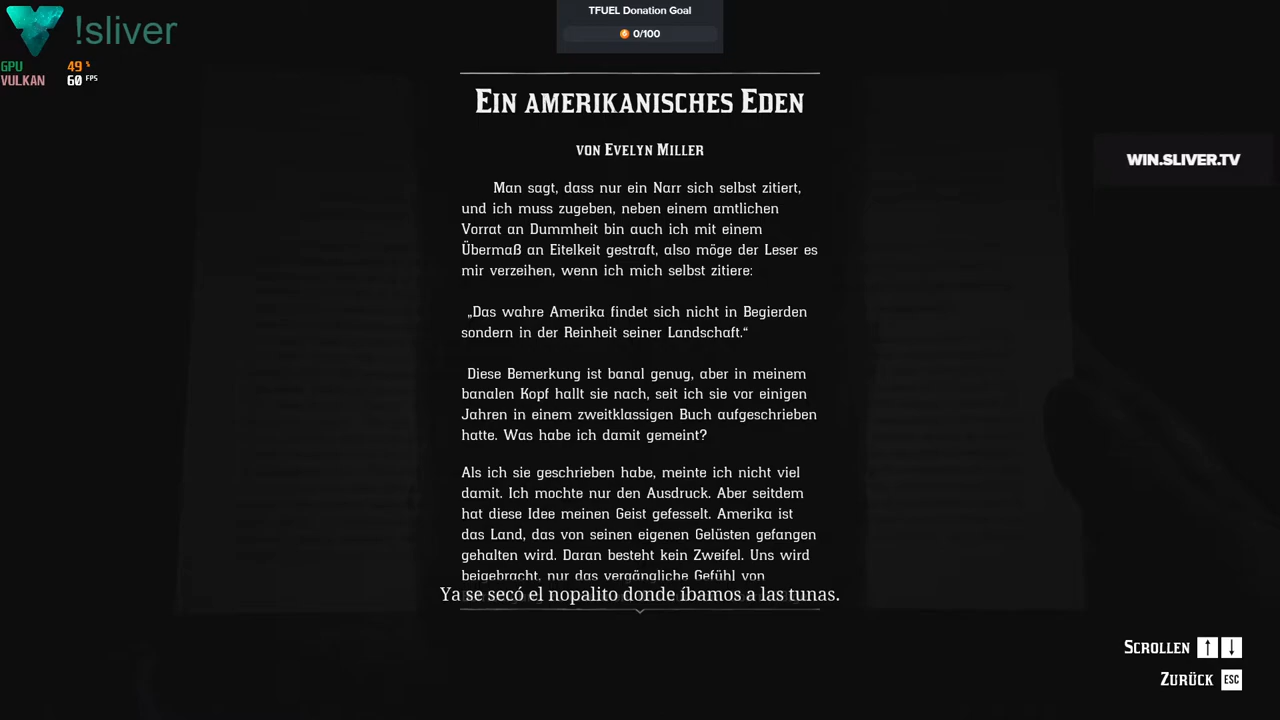 !sliver
TFUEL Donation Goal
0/100
GPU 49 %
VULKAN 60 FPS
WIN.SLIVER.TV
EIN AMERIKANISCHES EDEN
VON EVELYN MILLER
Man sagt, dass nur ein Narr sich selbst zitiert,
und ich muss zugeben, neben einem amtlichen
Vorrat an Dummheit bin auch ich mit einem
Übermaß an Eitelkeit gestraft, also möge der Leser es
mir verzeihen, wenn ich mich selbst zitiere:
„Das wahre Amerika findet sich nicht in Begierden
sondern in der Reinheit seiner Landschaft.“
Diese Bemerkung ist banal genug, aber in meinem
banalen Kopf hallt sie nach, seit ich sie vor einigen
Jahren in einem zweitklassigen Buch aufgeschrieben
hatte. Was habe ich damit gemeint?
Als ich sie geschrieben habe, meinte ich nicht viel
damit. Ich mochte nur den Ausdruck. Aber seitdem
hat diese Idee meinen Geist gefesselt. Amerika ist
das Land, das von seinen eigenen Gelüsten gefangen
gehalten wird. Daran besteht kein Zweifel. Uns wird
beigebracht, nur das vergängliche Gefühl von
Ya se secó el nopalito donde íbamos a las tunas.
SCROLLEN ↑ ↓
ZURÜCK ESC